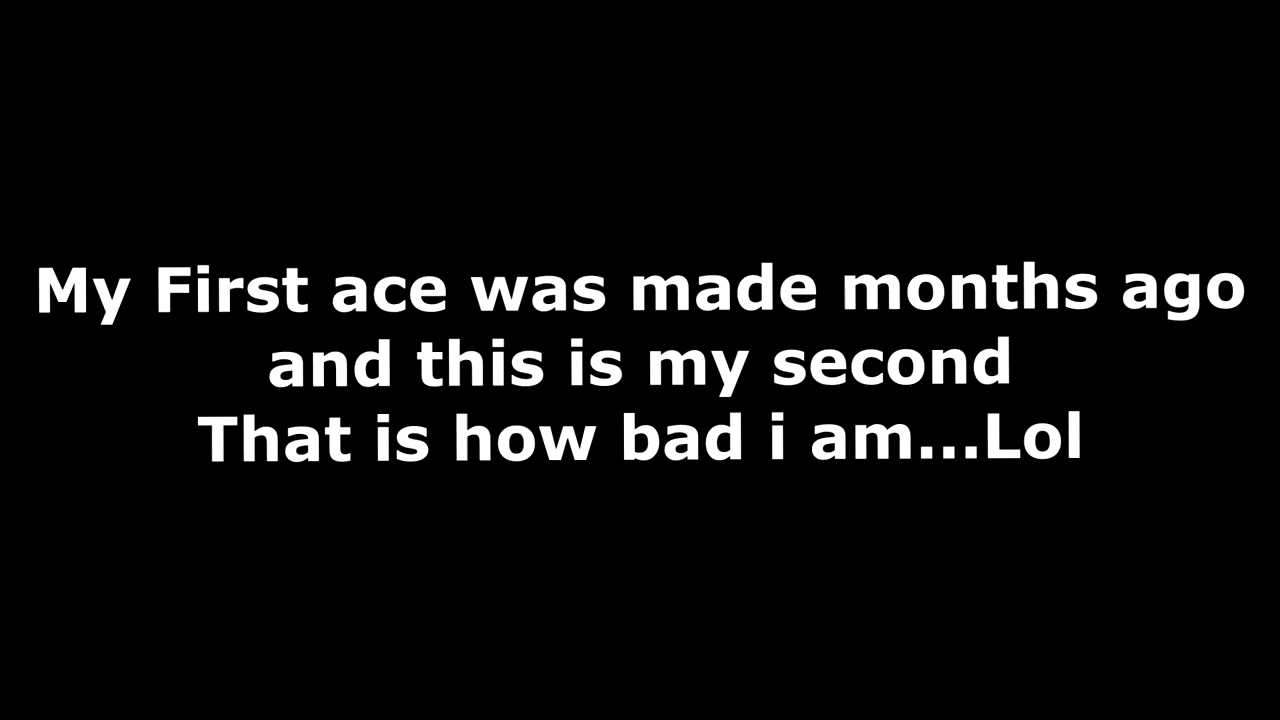 My First ace was made months ago
and this is my second
That is how bad i am...Lol